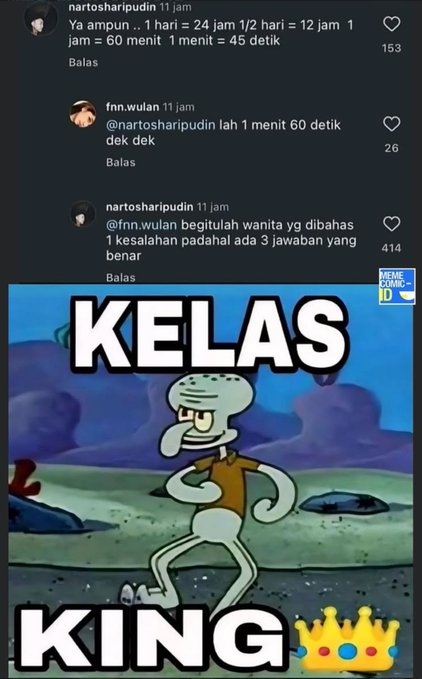 nartosharipudin 11 jam
Ya ampun .. 1 hari = 24 jam 1/2 hari = 12 jam 1
jam = 60 menit 1 menit = 45 detik
153
Balas
fnn.wulan 11 jam
@nartosharipudin lah 1 menit 60 detik
dek dek
26
Balas
nartosharipudin 11 jam
@fnn.wulan begitulah wanita yg dibahas
1 kesalahan padahal ada 3 jawaban yang
benar
414
Balas
MEME
COMIC-
ID
KELAS
KING👑